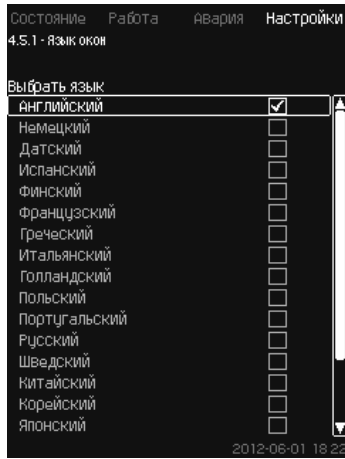 Состояние Работа Авария Настройки
4.5.1 - Язык окон
Выбрать язык
Английский
Немецкий
Датский
Испанский
Финский
Французский
Греческий
Итальянский
Голландский
Польский
Португальский
Русский
Шведский
Китайский
Корейский
Японский
2012-06-01 18:22